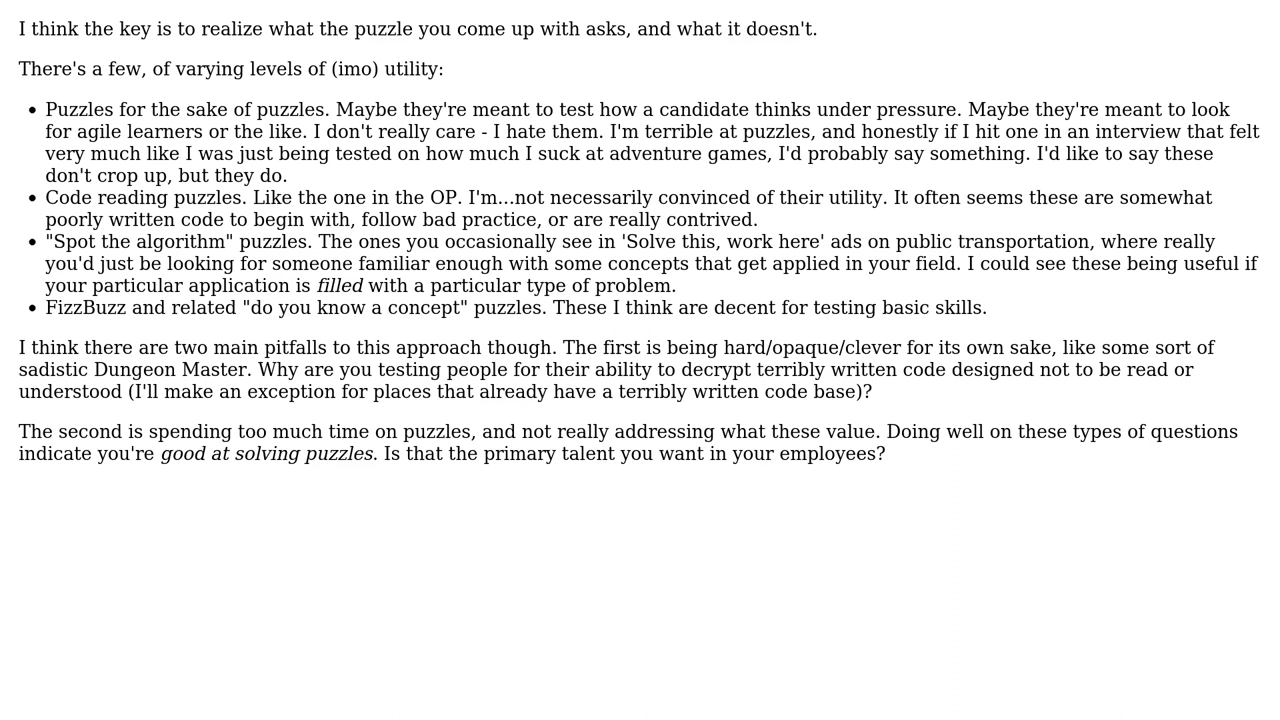 I think the key is to realize what the puzzle you come up with asks, and what it doesn't.
There's a few, of varying levels of (imo) utility:
• Puzzles for the sake of puzzles. Maybe they're meant to test how a candidate thinks under pressure. Maybe they're meant to look
for agile learners or the like. I don't really care - I hate them. I'm terrible at puzzles, and honestly if I hit one in an interview that felt
very much like I was just being tested on how much I suck at adventure games, I'd probably say something. I'd like to say these
don't crop up, but they do.
• Code reading puzzles. Like the one in the OP. I'm...not necessarily convinced of their utility. It often seems these are somewhat
poorly written code to begin with, follow bad practice, or are really contrived.
• "Spot the algorithm" puzzles. The ones you occasionally see in 'Solve this, work here' ads on public transportation, where really
you'd just be looking for someone familiar enough with some concepts that get applied in your field. I could see these being useful if
your particular application is filled with a particular type of problem.
• FizzBuzz and related "do you know a concept" puzzles. These I think are decent for testing basic skills.
I think there are two main pitfalls to this approach though. The first is being hard/opaque/clever for its own sake, like some sort of
sadistic Dungeon Master. Why are you testing people for their ability to decrypt terribly written code designed not to be read or
understood (I'll make an exception for places that already have a terribly written code base)?
The second is spending too much time on puzzles, and not really addressing what these value. Doing well on these types of questions
indicate you're good at solving puzzles. Is that the primary talent you want in your employees?